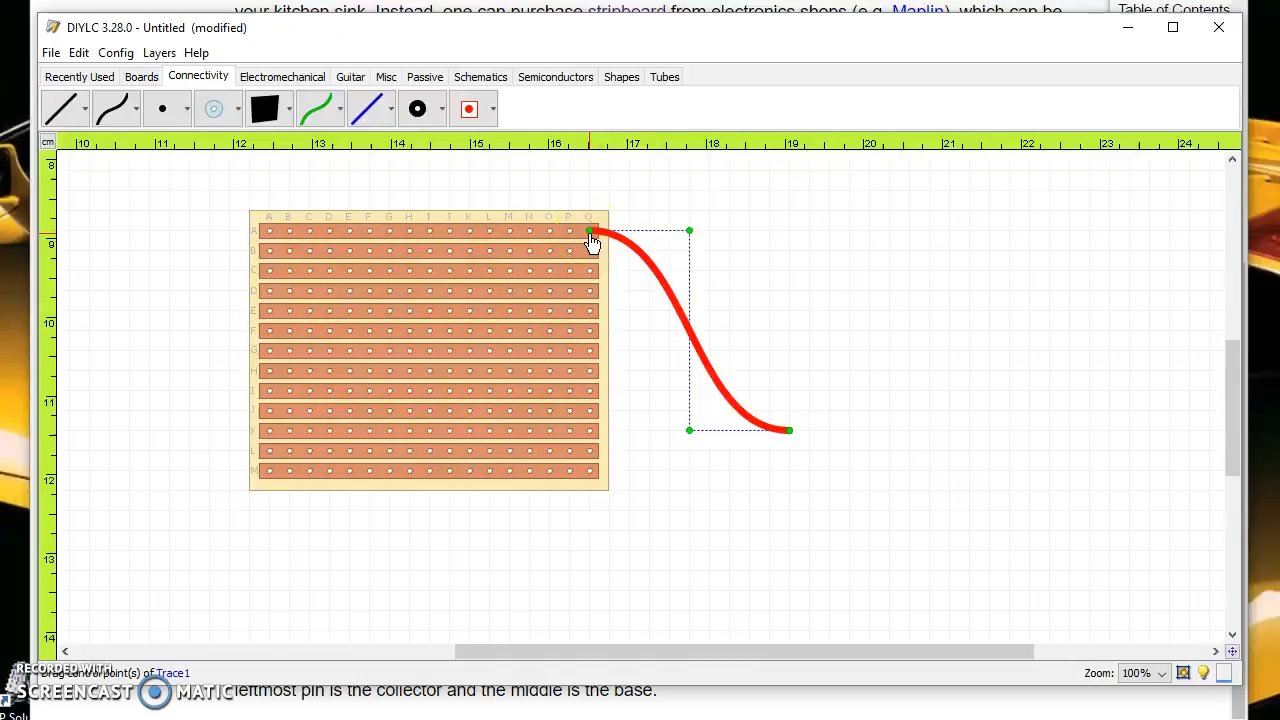 your kitchen sink. Instead, one can purchase stripboard from electronics shops (e.g. Maplin), which can be
Table of Contents
DIYLC 3.28.0 - Untitled (modified)
File Edit Config Layers Help
Recently Used Boards Connectivity Electromechanical Guitar Misc Passive Schematics Semiconductors Shapes Tubes
cm 10 11 12 13 14 15 16 17 18 19 20 21 22 23 24
8
A B C D E F G H I J K L M N O P Q
A
9
B
C
D
E
10
F
G
H
I
11
J
L
M
12
13
14
Drag control point(s) of Trace1
Zoom: 100%
RECORDED WITH
SCREENCAST MATIC
leftmost pin is the collector and the middle is the base.
P Solu